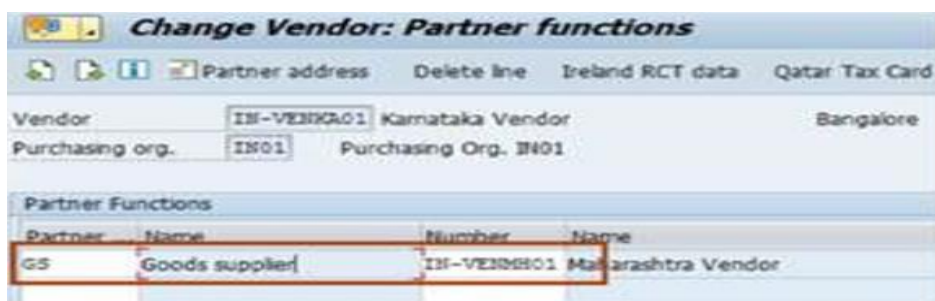 Change Vendor: Partner functions
Partner address Delete line Ireland RCT data Qatar Tax Card
Vendor IN-VENKA01 Karnataka Vendor Bangalore
Purchasing org. IN01 Purchasing Org. IN01
Partner Functions
Partner ... Name Number Name
GS Goods supplier IN-VENMH01 Maharashtra Vendor